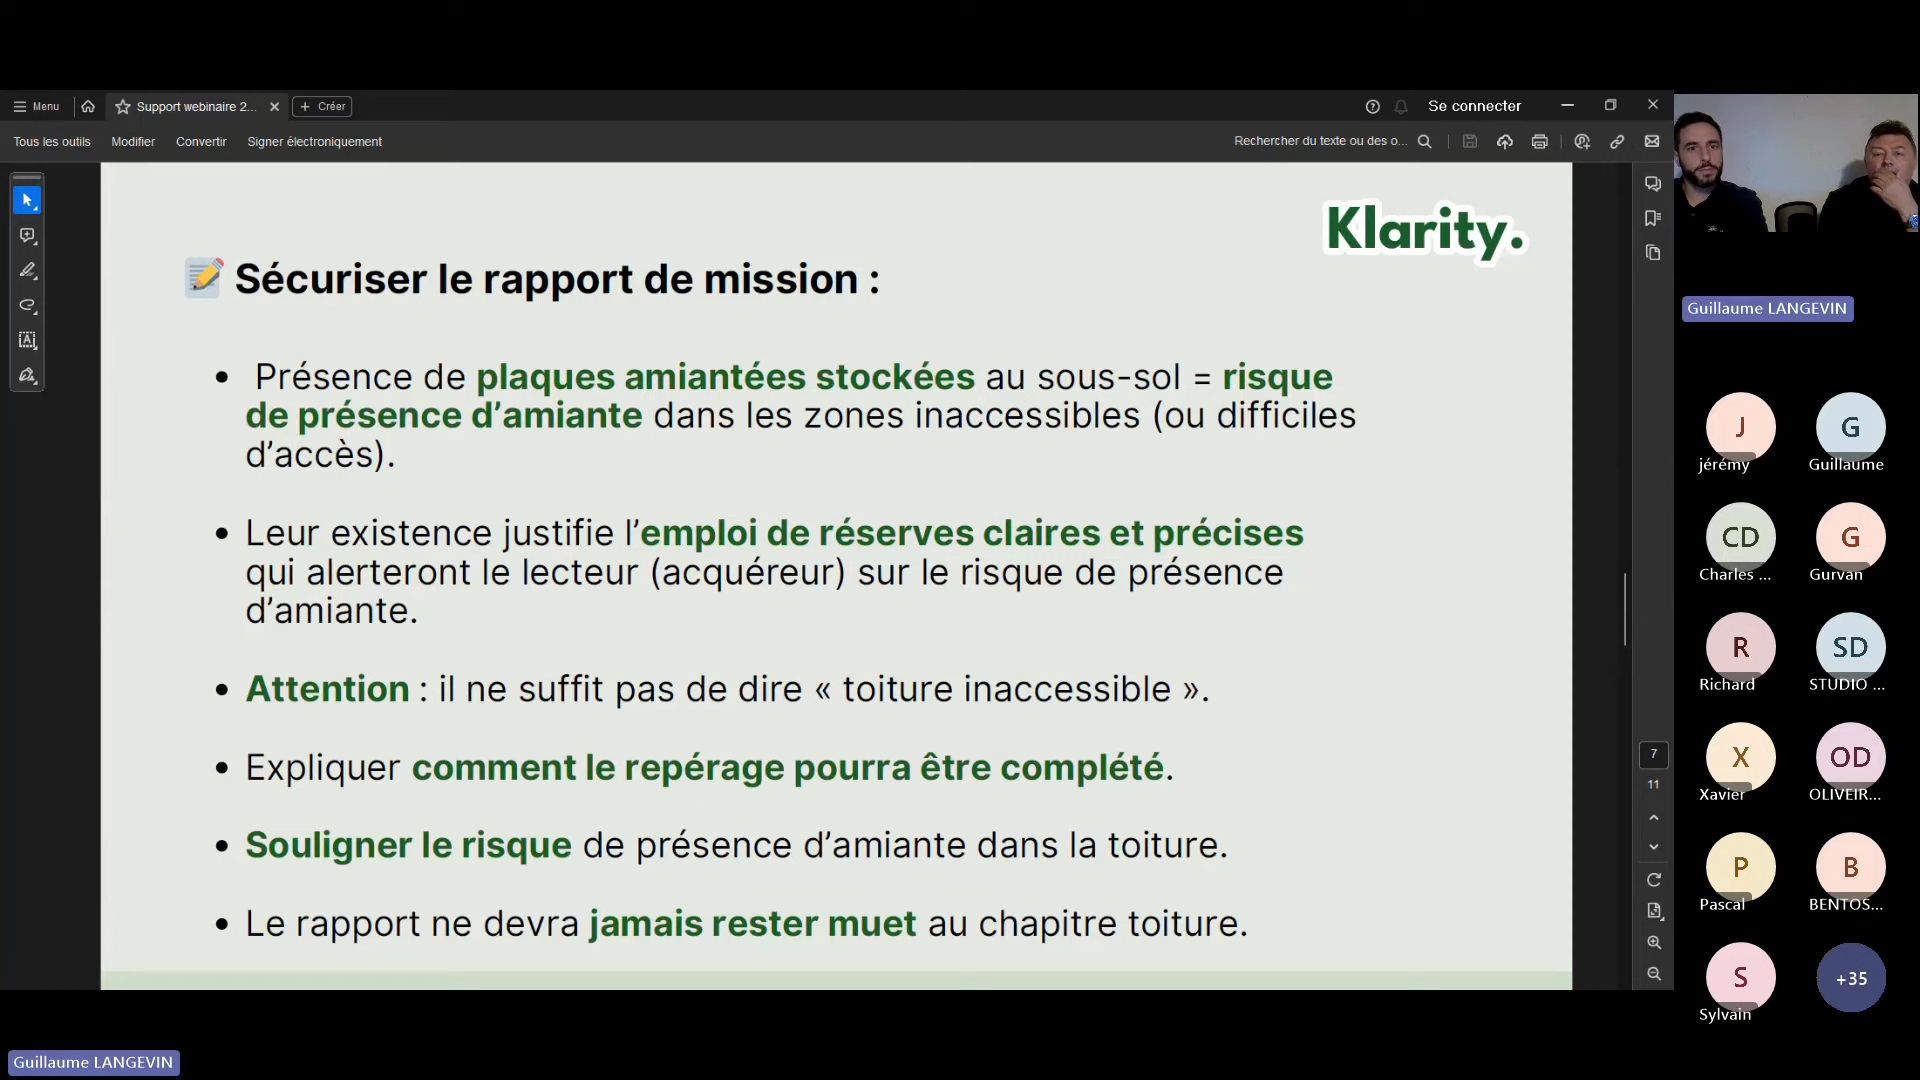 Menu
Support webinaire 2...
Créer
Se connecter
Tous les outils
Modifier
Convertir
Signer électroniquement
Rechercher du texte ou des o...
Klarity.
Sécuriser le rapport de mission :
• Présence de plaques amiantées stockées au sous-sol = risque
de présence d’amiante dans les zones inaccessibles (ou difficiles
d’accès).
• Leur existence justifie l’emploi de réserves claires et précises
qui alerteront le lecteur (acquéreur) sur le risque de présence
d’amiante.
• Attention : il ne suffit pas de dire « toiture inaccessible ».
• Expliquer comment le repérage pourra être complété.
• Souligner le risque de présence d’amiante dans la toiture.
• Le rapport ne devra jamais rester muet au chapitre toiture.
7
11
Guillaume LANGEVIN
J
jérémy
G
Guillaume
CD
Charles ...
G
Gurvan
R
Richard
SD
STUDIO ...
X
Xavier
OD
OLIVEIR...
P
Pascal
B
BENTOS...
S
Sylvain
+35
Guillaume LANGEVIN